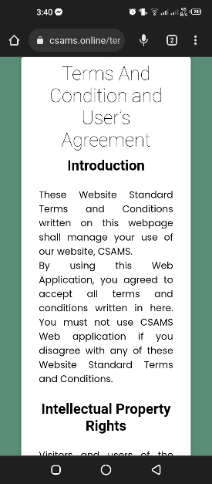 3:40
csams.online/ter
2
Terms And
Condition and
User's
Agreement
Introduction
These Website Standard
Terms and Conditions
written on this webpage
shall manage your use of
our website, CSAMS.
By using this Web
Application, you agreed to
accept all terms and
conditions written in here.
You must not use CSAMS
Web application if you
disagree with any of these
Website Standard Terms
and Conditions.
Intellectual Property
Rights
Visitors and users of the